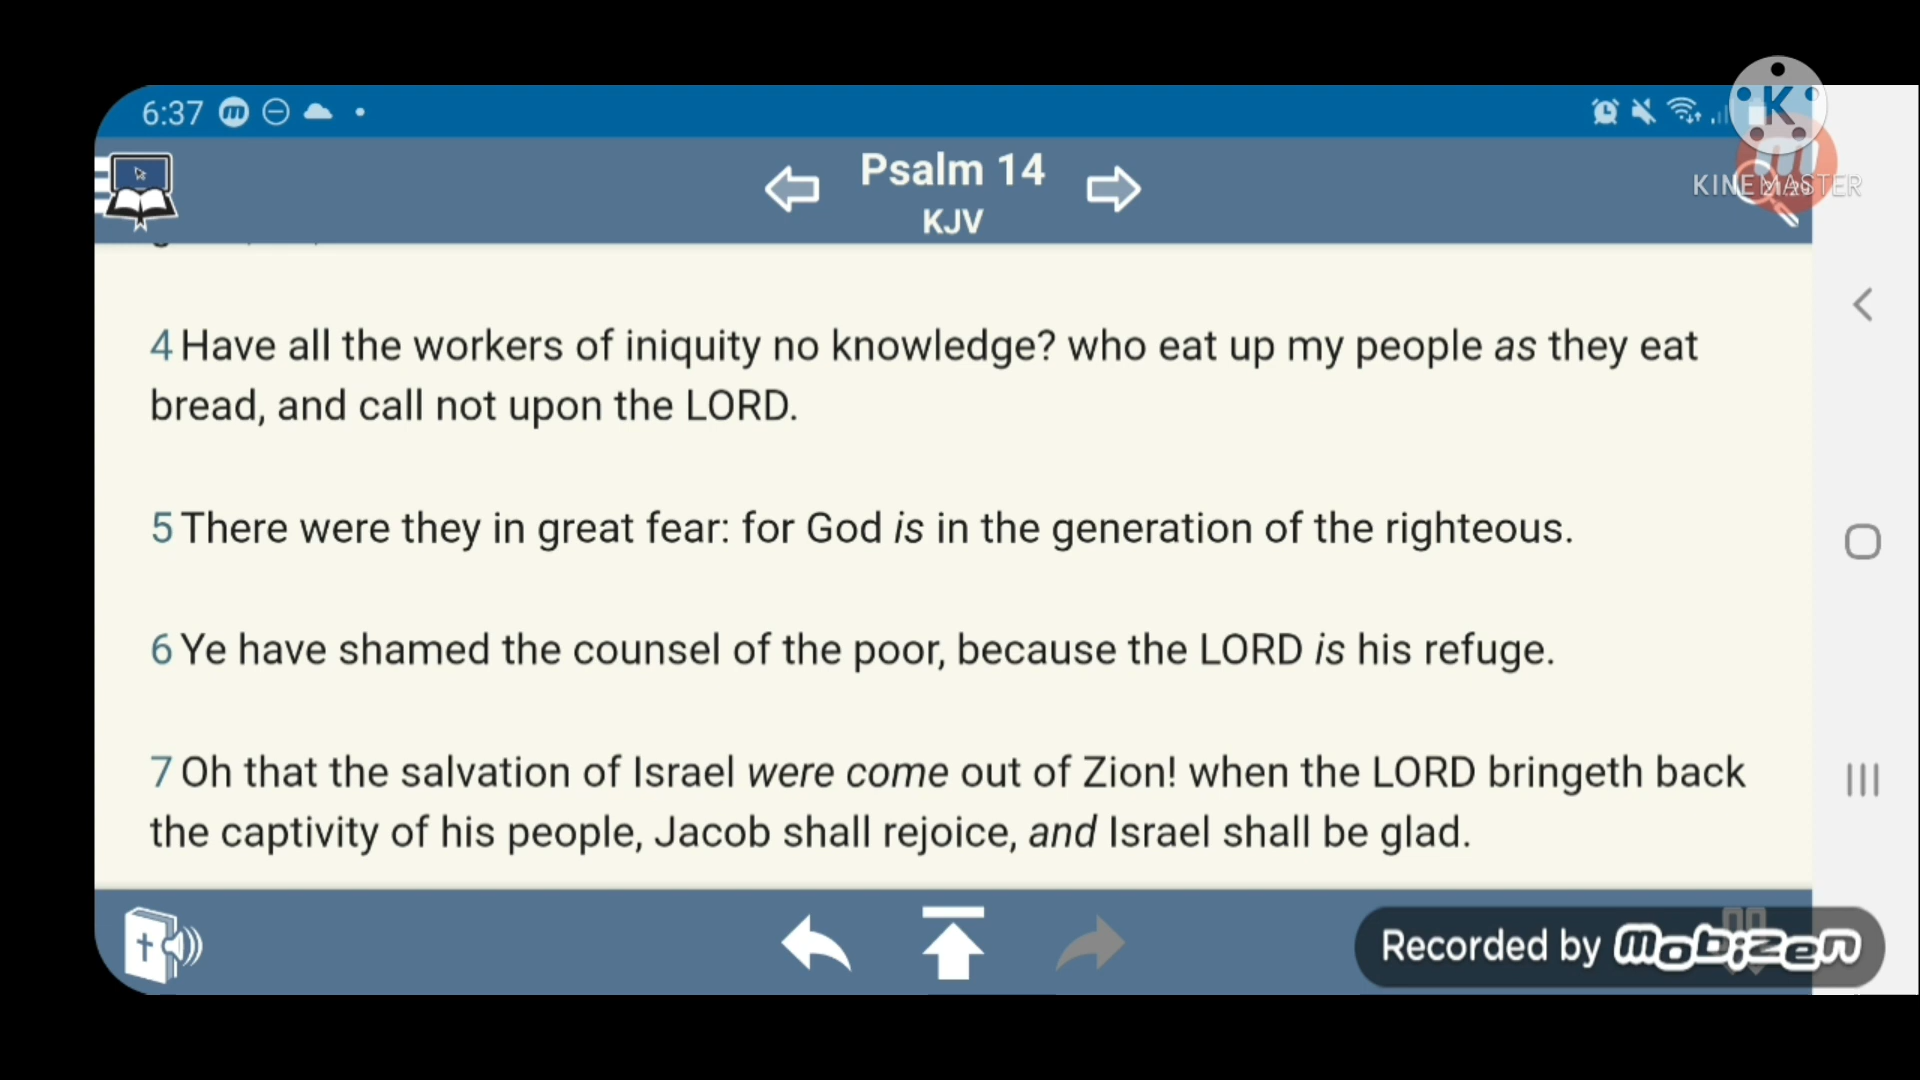 6:37
Psalm 14
KJV
KINEMASTER
4 Have all the workers of iniquity no knowledge? who eat up my people as they eat
bread, and call not upon the LORD.
5 There were they in great fear: for God is in the generation of the righteous.
6 Ye have shamed the counsel of the poor, because the LORD is his refuge.
7 Oh that the salvation of Israel were come out of Zion! when the LORD bringeth back
the captivity of his people, Jacob shall rejoice, and Israel shall be glad.
Recorded by mobizen